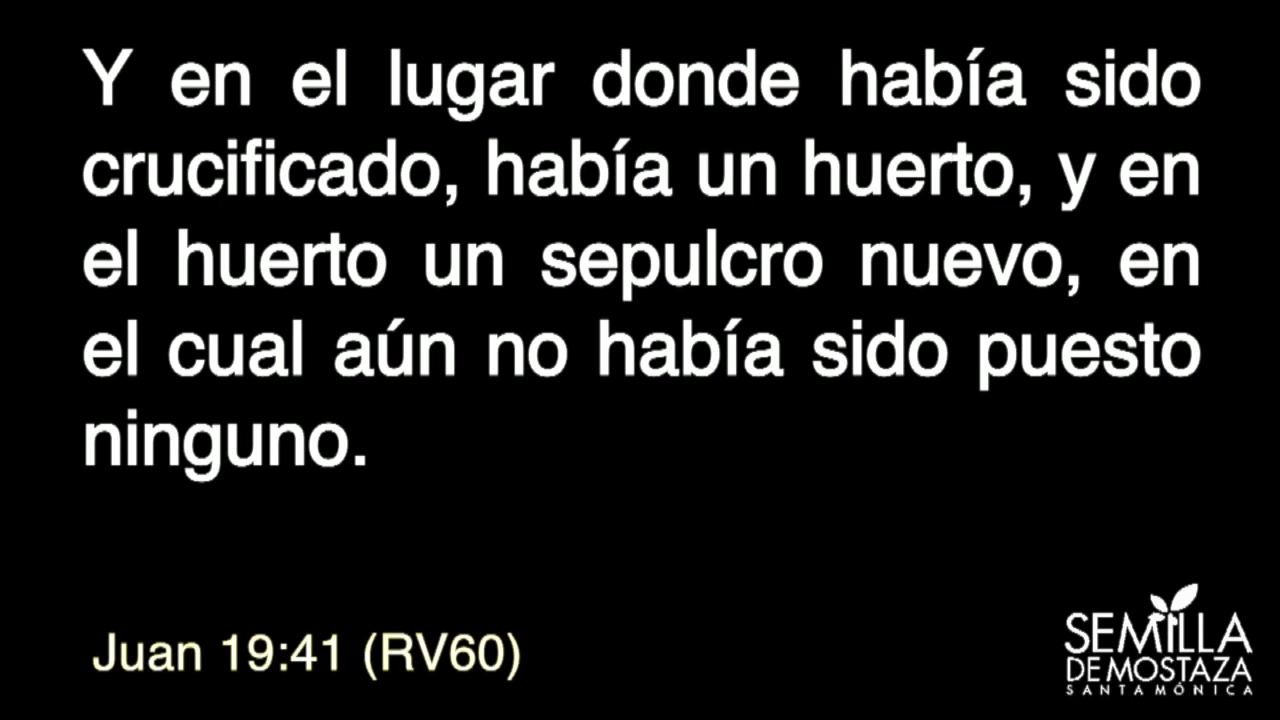 Y en el lugar donde había sido
crucificado, había un huerto, y en
el huerto un sepulcro nuevo, en
el cual aún no había sido puesto
ninguno.
Juan 19:41 (RV60)
SEMILLA
DE MOSTAZA
SANTA MÓNICA